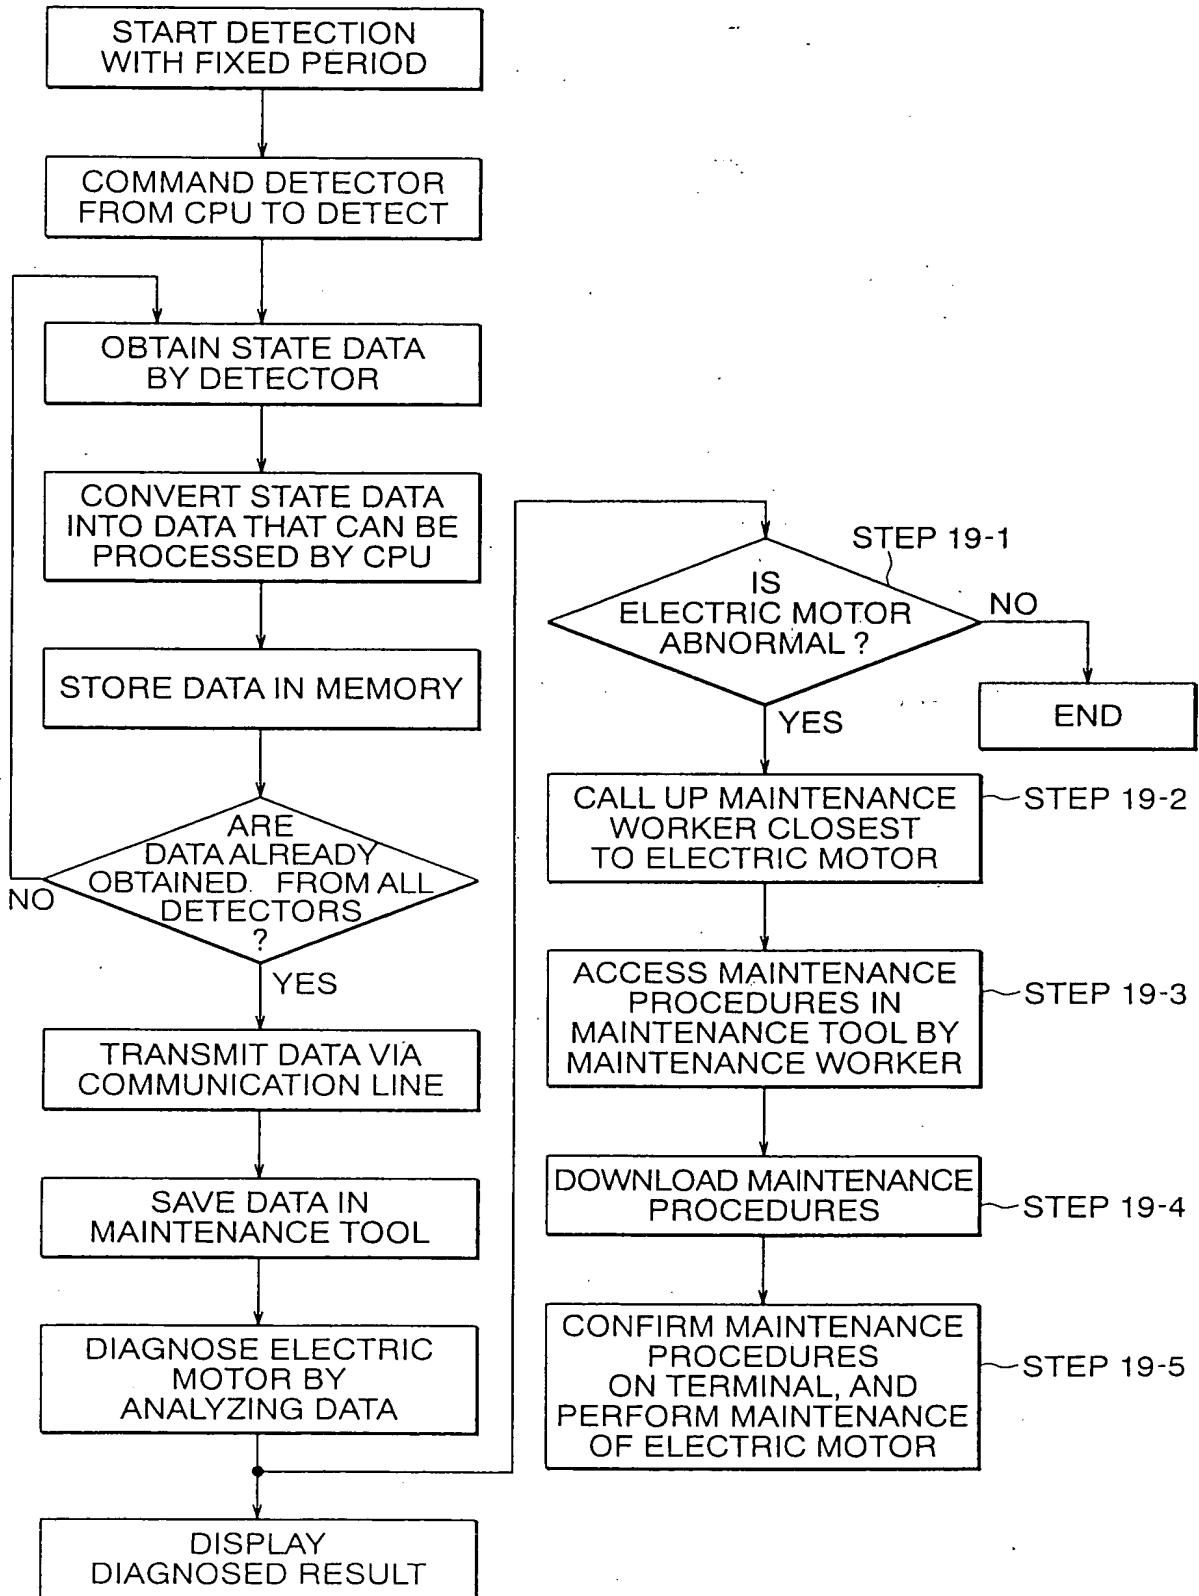 START DETECTION
WITH FIXED PERIOD
COMMAND DETECTOR
FROM CPU TO DETECT
OBTAIN STATE DATA
BY DETECTOR
CONVERT STATE DATA
INTO DATA THAT CAN BE
PROCESSED BY CPU
STORE DATA IN MEMORY
ARE
DATA ALREADY
OBTAINED. FROM ALL
DETECTORS
?
NO
YES
TRANSMIT DATA VIA
COMMUNICATION LINE
SAVE DATA IN
MAINTENANCE TOOL
DIAGNOSE ELECTRIC
MOTOR BY
ANALYZING DATA
DISPLAY
DIAGNOSED RESULT
STEP 19-1
IS
ELECTRIC MOTOR
ABNORMAL ?
NO
END
YES
CALL UP MAINTENANCE
WORKER CLOSEST
TO ELECTRIC MOTOR
STEP 19-2
ACCESS MAINTENANCE
PROCEDURES IN
MAINTENANCE TOOL BY
MAINTENANCE WORKER
STEP 19-3
DOWNLOAD MAINTENANCE
PROCEDURES
STEP 19-4
CONFIRM MAINTENANCE
PROCEDURES
ON TERMINAL, AND
PERFORM MAINTENANCE
OF ELECTRIC MOTOR
STEP 19-5